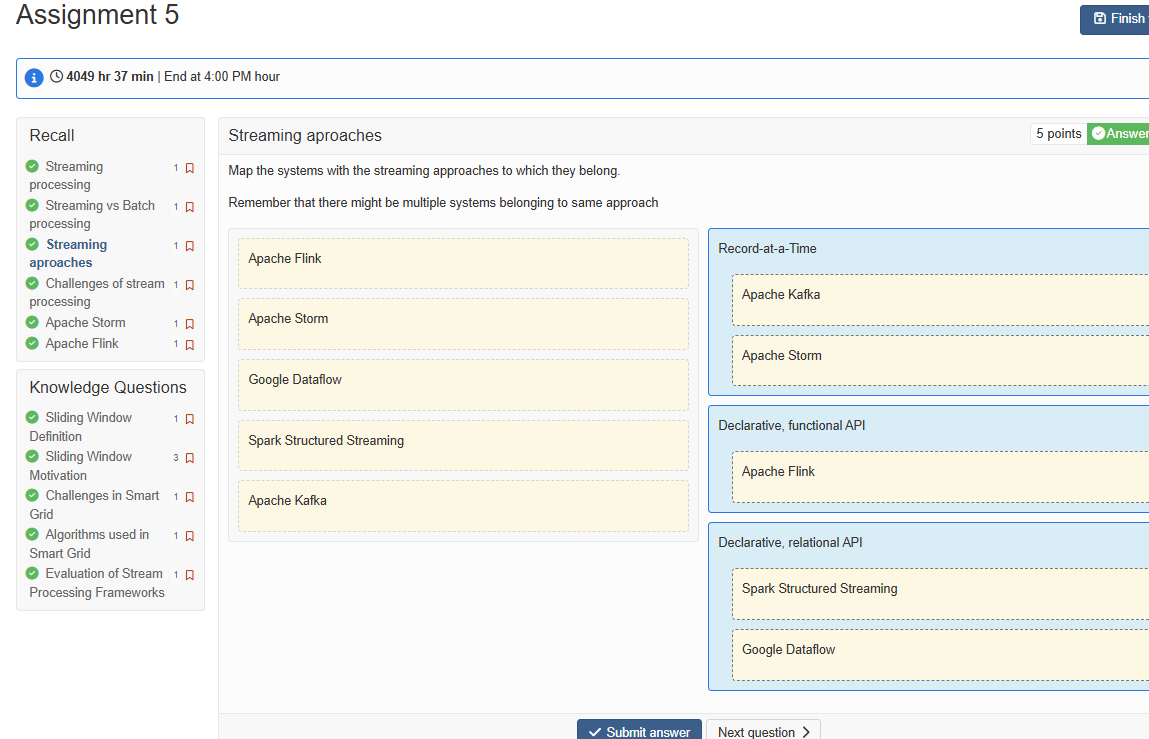 Assignment 5
Finish
4049 hr 37 min | End at 4:00 PM hour
Recall
Streaming processing 1
Streaming vs Batch processing 1
Streaming aproaches 1
Challenges of stream processing 1
Apache Storm 1
Apache Flink 1
Knowledge Questions
Sliding Window Definition 1
Sliding Window Motivation 3
Challenges in Smart Grid 1
Algorithms used in Smart Grid 1
Evaluation of Stream Processing Frameworks 1
Streaming aproaches
5 points
Answer
Map the systems with the streaming approaches to which they belong.
Remember that there might be multiple systems belonging to same approach
Apache Flink
Apache Storm
Google Dataflow
Spark Structured Streaming
Apache Kafka
Record-at-a-Time
Apache Kafka
Apache Storm
Declarative, functional API
Apache Flink
Declarative, relational API
Spark Structured Streaming
Google Dataflow
Submit answer
Next question